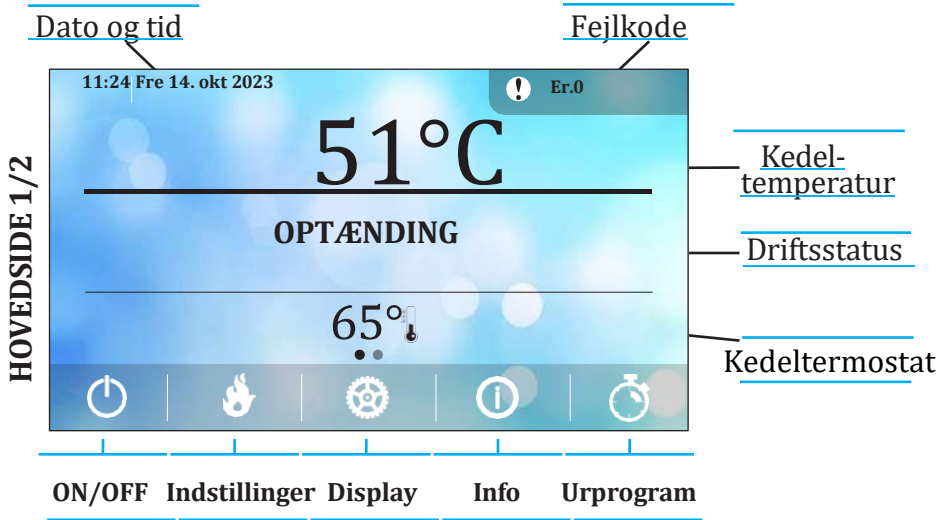 Dato og tid
Fejlkode
11:24 Fre 14. okt 2023
! Er.0
51°C
Kedel-
temperatur
OPTÆNDING
Driftsstatus
65°
Kedeltermostat
HOVEDSIDE 1/2
ON/OFF Indstillinger Display Info Urprogram